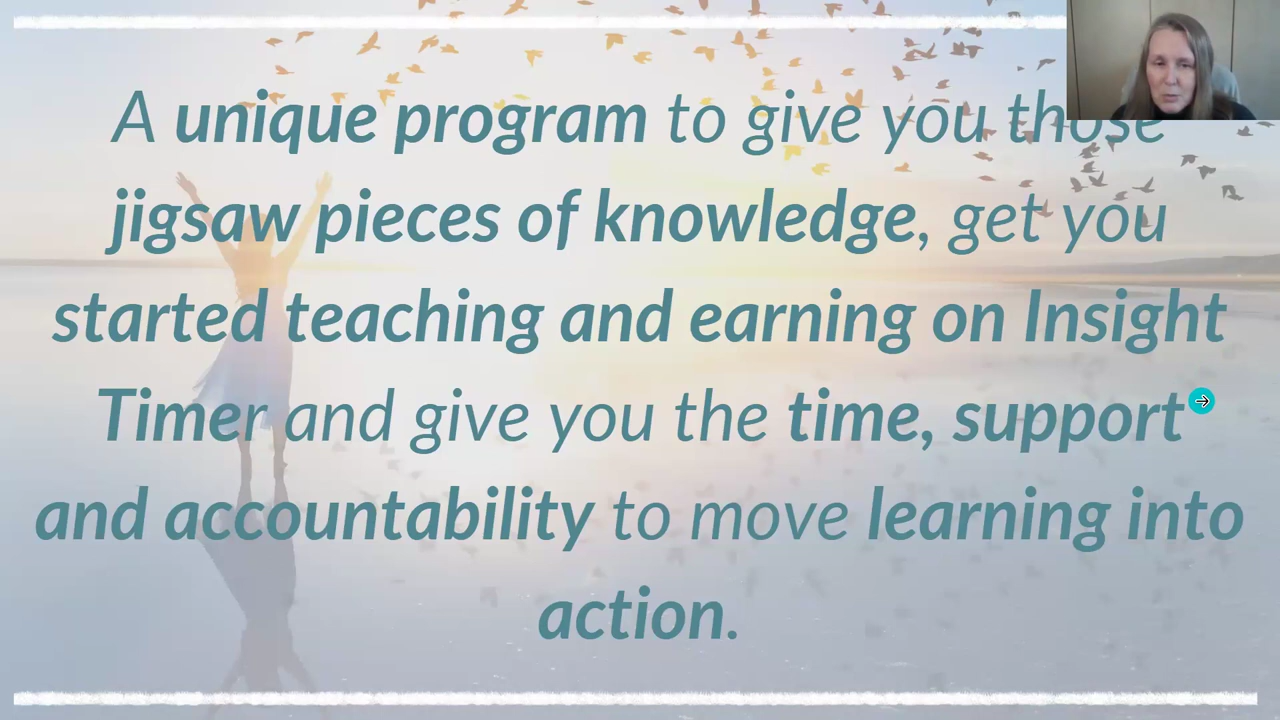 A unique program to give you those
jigsaw pieces of knowledge, get you
started teaching and earning on Insight
Timer and give you the time, support
and accountability to move learning into
action.